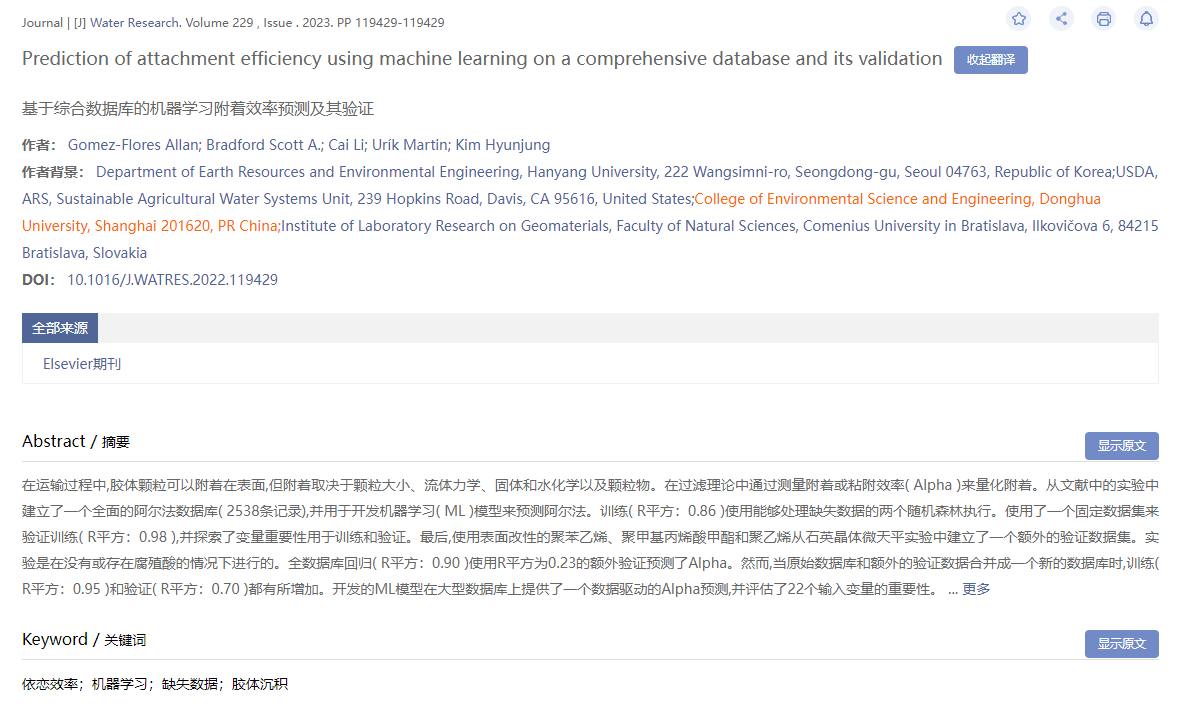 Journal | [J] Water Research. Volume 229 , Issue . 2023. PP 119429-119429
Prediction of attachment efficiency using machine learning on a comprehensive database and its validation 收起翻译
基于综合数据库的机器学习附着效率预测及其验证
作者： Gomez-Flores Allan; Bradford Scott A.; Cai Li; Urík Martin; Kim Hyunjung
作者背景： Department of Earth Resources and Environmental Engineering, Hanyang University, 222 Wangsimni-ro, Seongdong-gu, Seoul 04763, Republic of Korea;USDA,
ARS, Sustainable Agricultural Water Systems Unit, 239 Hopkins Road, Davis, CA 95616, United States;College of Environmental Science and Engineering, Donghua
University, Shanghai 201620, PR China;Institute of Laboratory Research on Geomaterials, Faculty of Natural Sciences, Comenius University in Bratislava, Ilkovičova 6, 84215
Bratislava, Slovakia
DOI： 10.1016/J.WATRES.2022.119429
全部来源
Elsevier期刊
Abstract / 摘要 显示原文
在运输过程中,胶体颗粒可以附着在表面,但附着取决于颗粒大小、流体力学、固体和水化学以及颗粒物。在过滤理论中通过测量附着或粘附效率( Alpha )来量化附着。从文献中的实验中
建立了一个全面的阿尔法数据库( 2538条记录),并用于开发机器学习( ML )模型来预测阿尔法。训练( R平方：0.86 )使用能够处理缺失数据的两个随机森林执行。使用了一个固定数据集来
验证训练( R平方：0.98 ),并探索了变量重要性用于训练和验证。最后,使用表面改性的聚苯乙烯、聚甲基丙烯酸甲酯和聚乙烯从石英晶体微天平实验中建立了一个额外的验证数据集。实
验是在没有或存在腐殖酸的情况下进行的。全数据库回归( R平方：0.90 )使用R平方为0.23的额外验证预测了Alpha。然而,当原始数据库和额外的验证数据合并成一个新的数据库时,训练(
R平方：0.95 )和验证( R平方：0.70 )都有所增加。开发的ML模型在大型数据库上提供了一个数据驱动的Alpha预测,并评估了22个输入变量的重要性。 ... 更多
Keyword / 关键词 显示原文
依恋效率；机器学习；缺失数据；胶体沉积